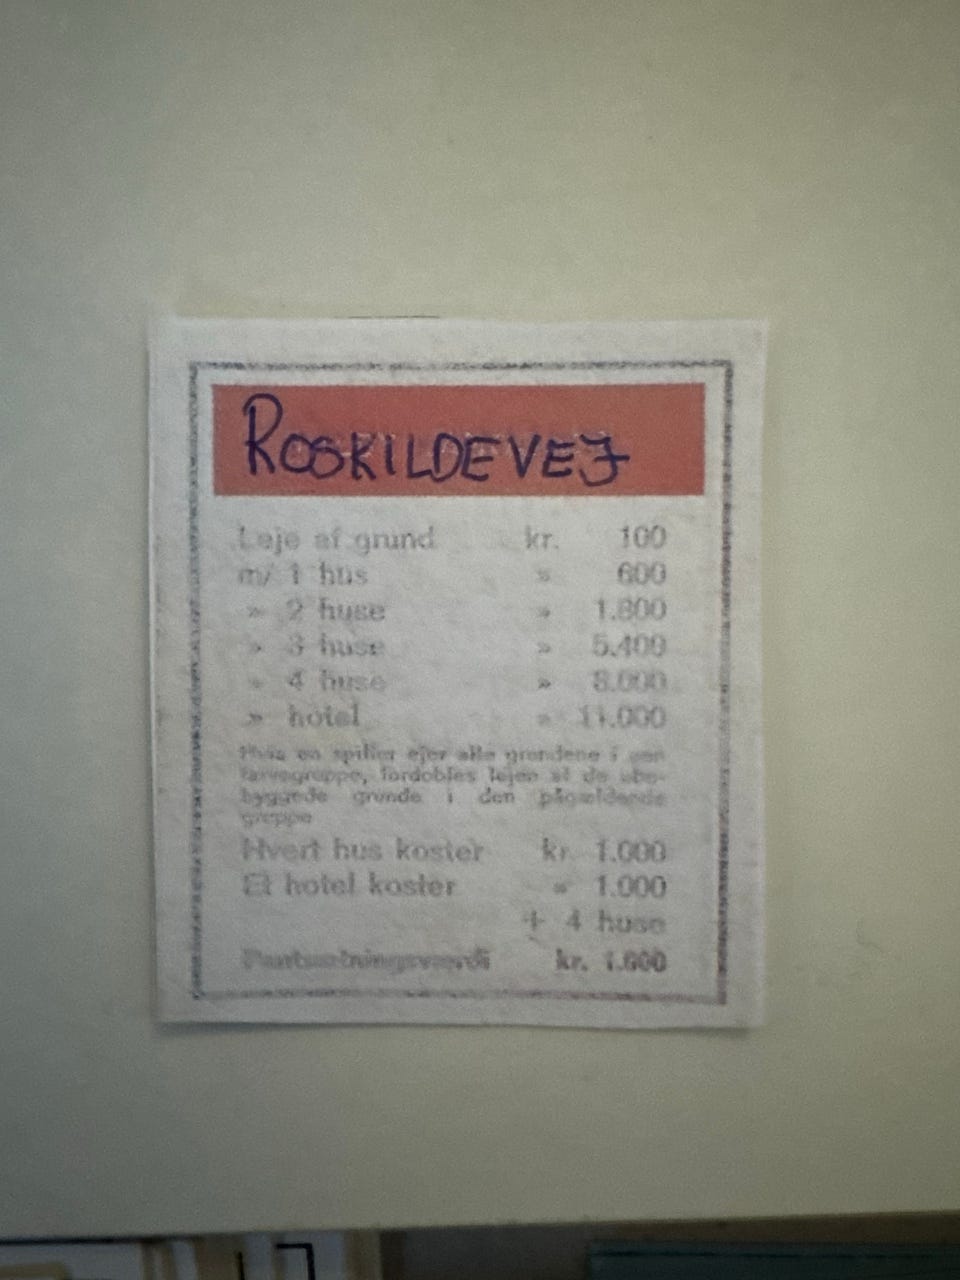 ROSKILDEVEJ
Leje af grund kr. 100
m/ 1 hus » 600
» 2 huse » 1.800
» 3 huse » 5.400
» 4 huse » 8.000
» hotel » 11.000
Hvis en spiller ejer alle grundene i een
farvegruppe, fordobles lejen af de ube-
byggede grunde i den pågældende
gruppe
Hvert hus koster kr. 1.000
Et hotel koster » 1.000
+ 4 huse
Pantsætningsværdi kr. 1.600